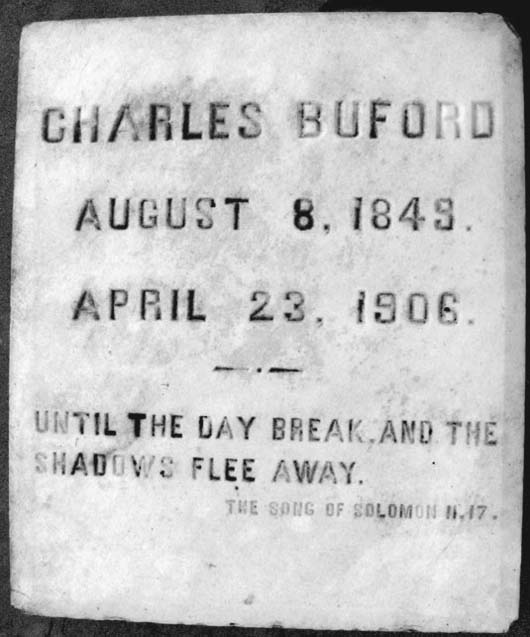 CHARLES BUFORD
AUGUST 8, 1849.
APRIL 23, 1906.
UNTIL THE DAY BREAK, AND THE
SHADOWS FLEE AWAY.
THE SONG OF SOLOMON II, 17.